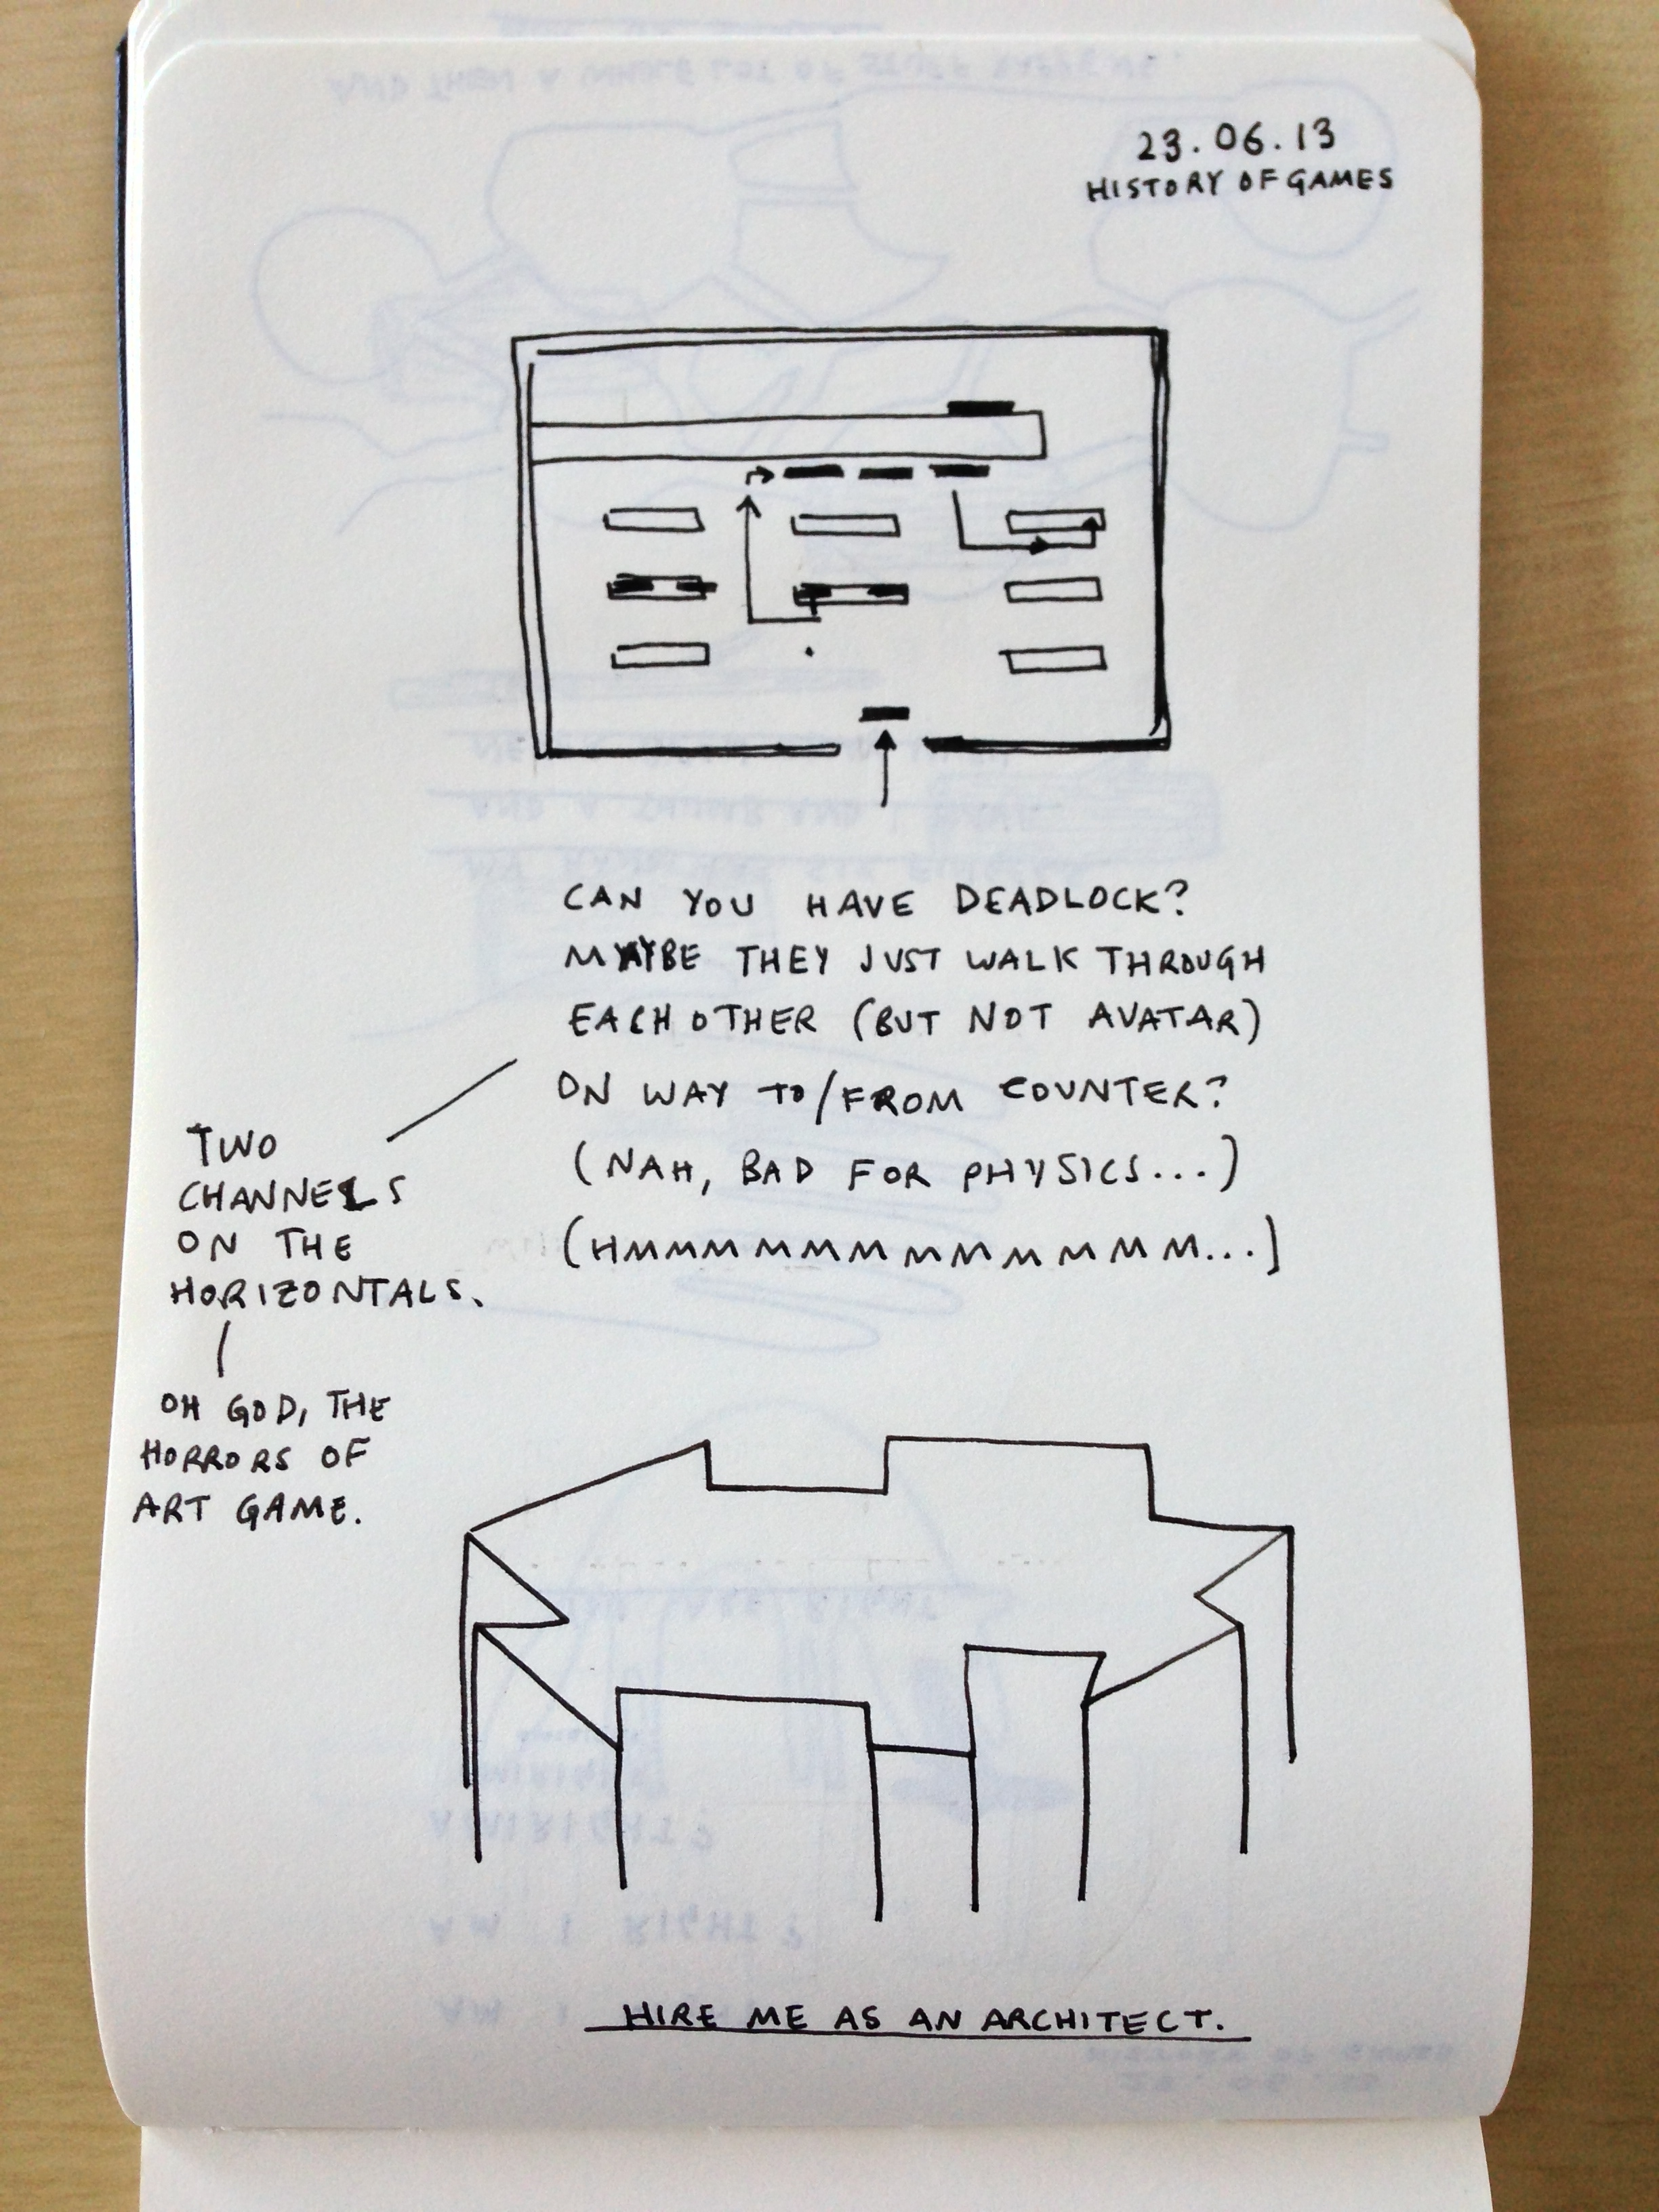 23.06.13
HISTORY OF GAMES
CAN YOU HAVE DEADLOCK?
MAYBE THEY JUST WALK THROUGH
EACH OTHER (BUT NOT AVATAR)
ON WAY TO/FROM COUNTER?
(NAH, BAD FOR PHYSICS...)
(HMMMMMMMMMMMM...)
TWO
CHANNELS
ON THE
HORIZONTALS.
OH GOD, THE
HORRORS OF
ART GAME.
HIRE ME AS AN ARCHITECT.